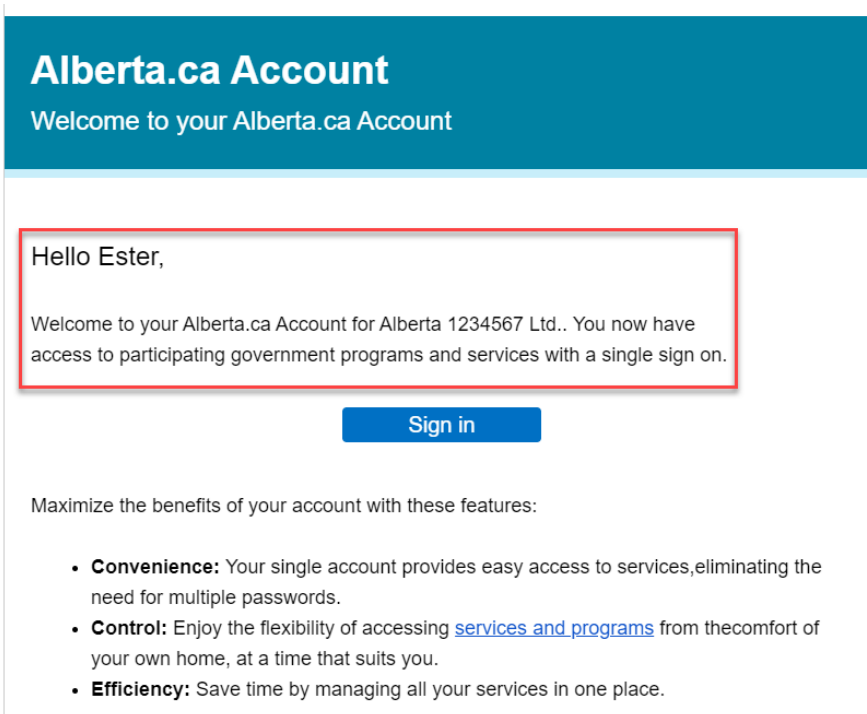 Alberta.ca Account
Welcome to your Alberta.ca Account
Hello Ester,
Welcome to your Alberta.ca Account for Alberta 1234567 Ltd.. You now have
access to participating government programs and services with a single sign on.
Sign in
Maximize the benefits of your account with these features:
• Convenience: Your single account provides easy access to services,eliminating the
need for multiple passwords.
• Control: Enjoy the flexibility of accessing services and programs from thecomfort of
your own home, at a time that suits you.
• Efficiency: Save time by managing all your services in one place.